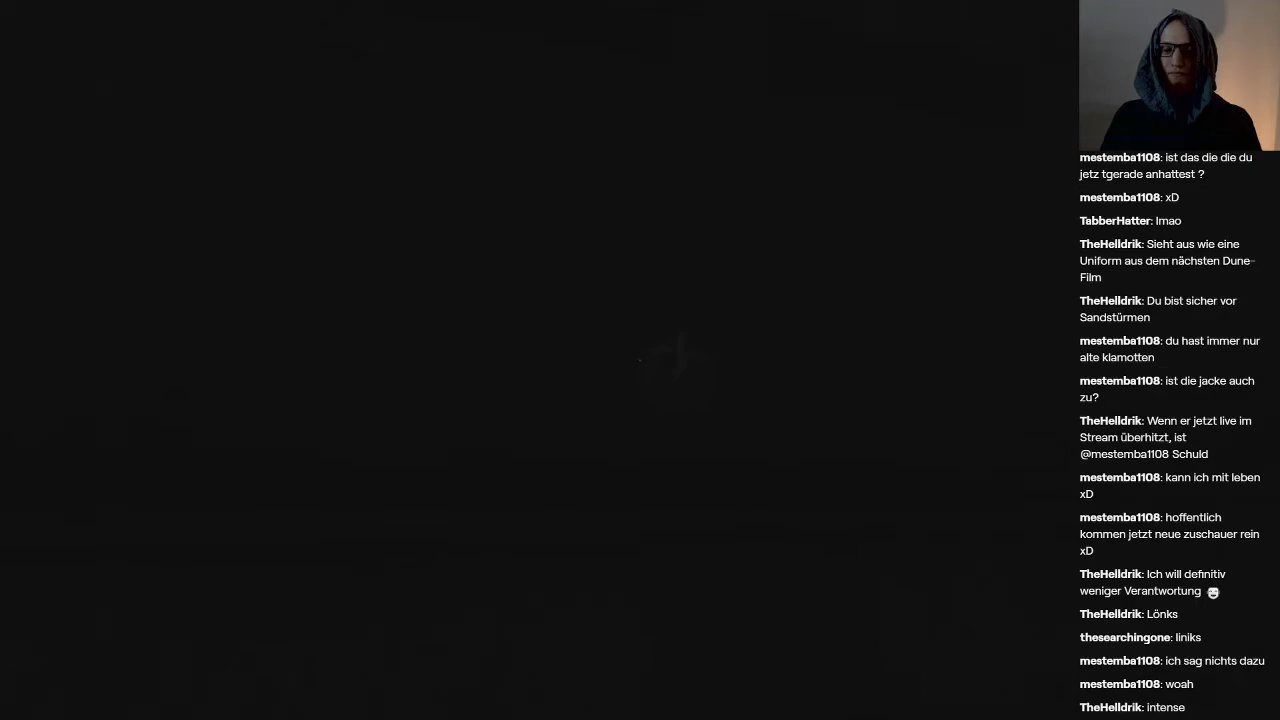 mestemba1108: ist das die die du
jetz tgerade anhattest ?
mestemba1108: xD
TabberHatter: lmao
TheHelldrik: Sieht aus wie eine
Uniform aus dem nächsten Dune-
Film
TheHelldrik: Du bist sicher vor
Sandstürmen
mestemba1108: du hast immer nur
alte klamotten
mestemba1108: ist die jacke auch
zu?
TheHelldrik: Wenn er jetzt live im
Stream überhitzt, ist
@mestemba1108 Schuld
mestemba1108: kann ich mit leben
xD
mestemba1108: hoffentlich
kommen jetzt neue zuschauer rein
xD
TheHelldrik: Ich will definitiv
weniger Verantwortung
TheHelldrik: Lönks
thesearchingone: liniks
mestemba1108: ich sag nichts dazu
mestemba1108: woah
TheHelldrik: intense